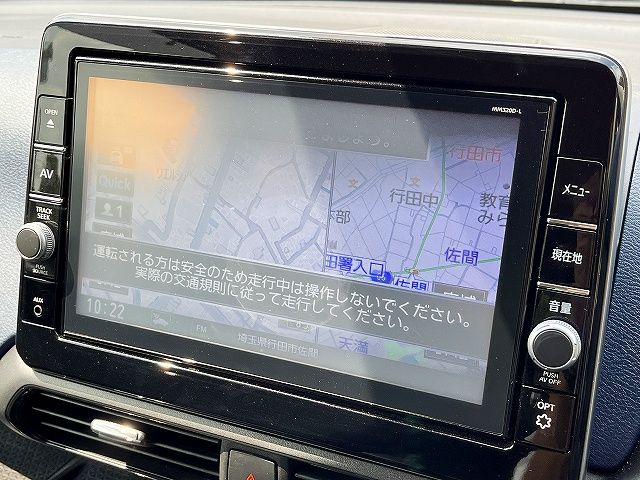 MM320D-L
OPEN
AV
TRACK
SEEK
PUSH
AUX
Quick
1
行田市
行田中
教育
みら
本部
佐間
田署入口
佐間
運転される方は安全のため走行中は操作しないでください。
実際の交通規則に従って走行してください。
10:22
FM
埼玉県行田市佐間
天満
メニュー
現在地
音量
PUSH
AV OFF
OPT